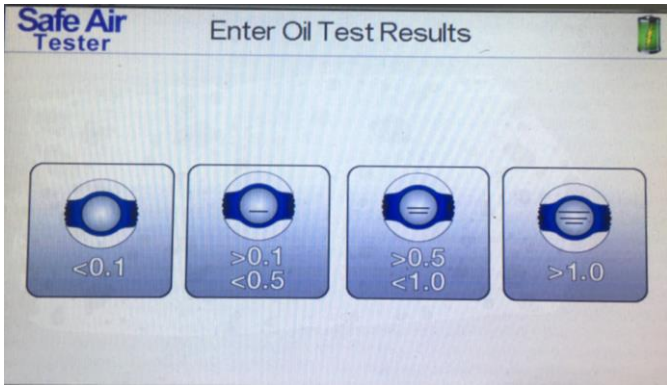 Safe Air
Tester
Enter Oil Test Results
<0.1
>0.1
<0.5
>0.5
<1.0
>1.0